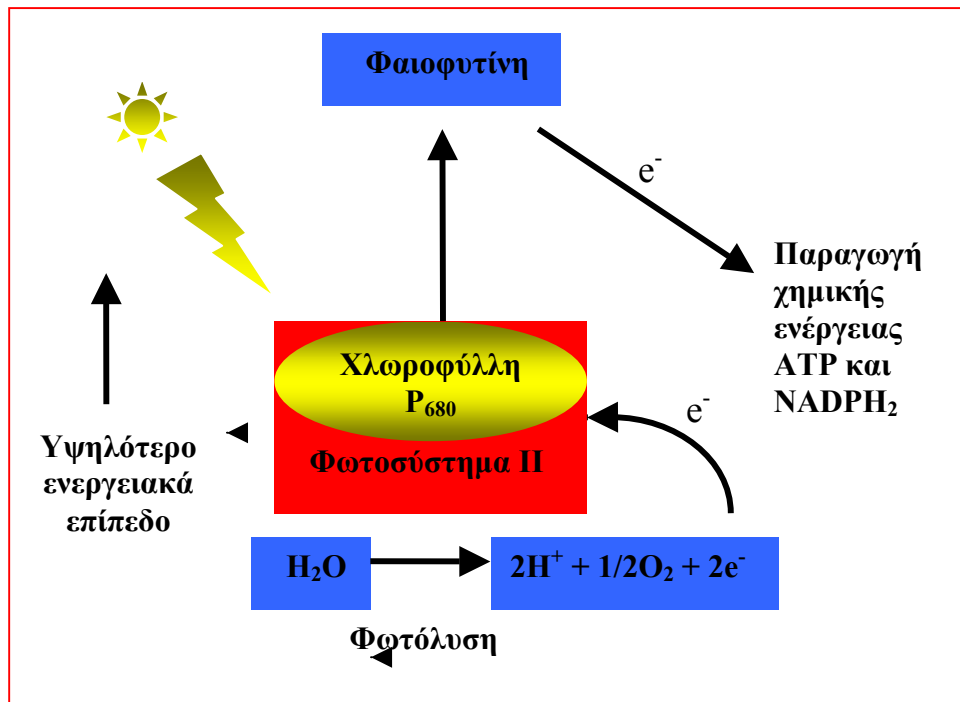 Φαιοφυτίνη
e⁻
Παραγωγή
χημικής
ενέργειας
ATP και
NADPH₂
Χλωροφύλλη
P₆₈₀
e⁻
Φωτοσύστημα ΙΙ
Υψηλότερο
ενεργειακά
επίπεδο
H₂O
2H⁺ + 1/2O₂ + 2e⁻
Φωτόλυση